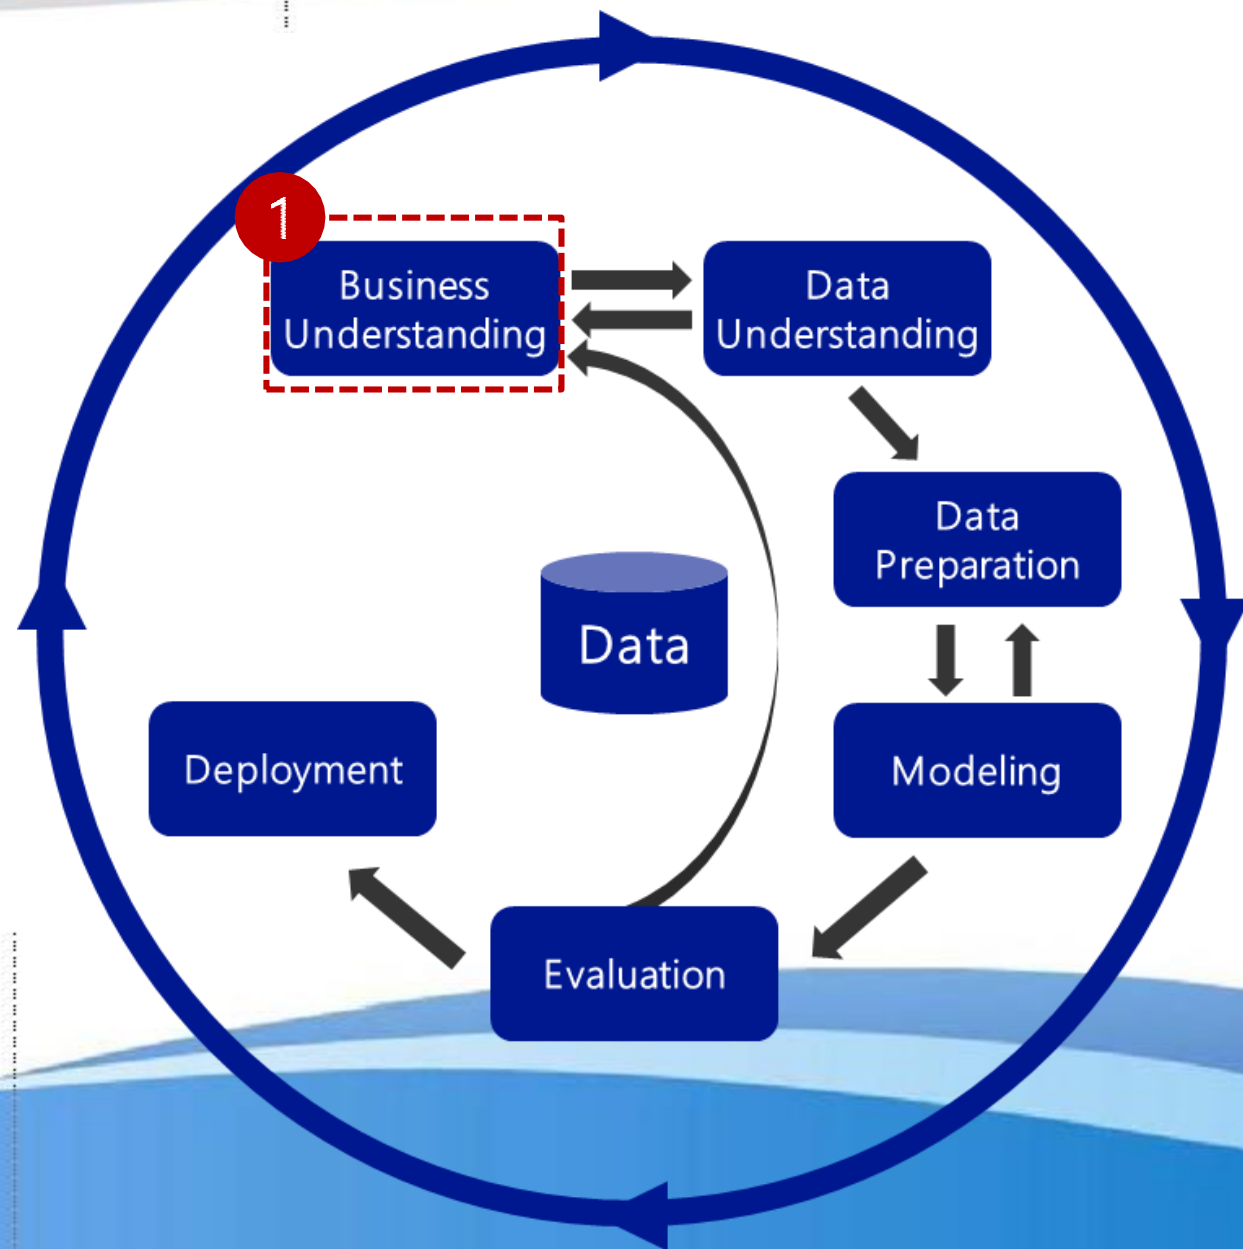 1
Business
Understanding
Data
Understanding
Data
Preparation
Data
Modeling
Deployment
Evaluation